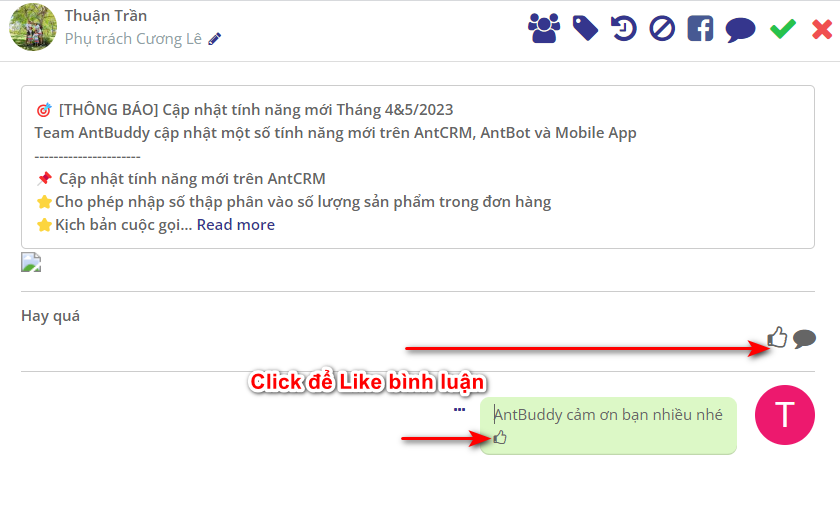 Thuận Trần
Phụ trách Cương Lê
[THÔNG BÁO] Cập nhật tính năng mới Tháng 4&5/2023
Team AntBuddy cập nhật một số tính năng mới trên AntCRM, AntBot và Mobile App
----------------------
Cập nhật tính năng mới trên AntCRM
Cho phép nhập số thập phân vào số lượng sản phẩm trong đơn hàng
Kịch bản cuộc gọi... Read more
Hay quá
Click để Like bình luận
AntBuddy cảm ơn bạn nhiều nhé
T